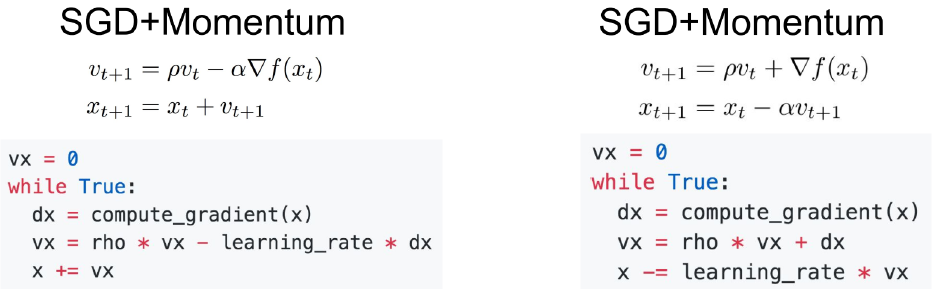 SGD+Momentum
v_{t+1} = ρv_t − α∇f(x_t)
x_{t+1} = x_t + v_{t+1}
vx = 0
while True:
  dx = compute_gradient(x)
  vx = rho * vx - learning_rate * dx
  x += vx
SGD+Momentum
v_{t+1} = ρv_t + ∇f(x_t)
x_{t+1} = x_t − αv_{t+1}
vx = 0
while True:
  dx = compute_gradient(x)
  vx = rho * vx + dx
  x -= learning_rate * vx